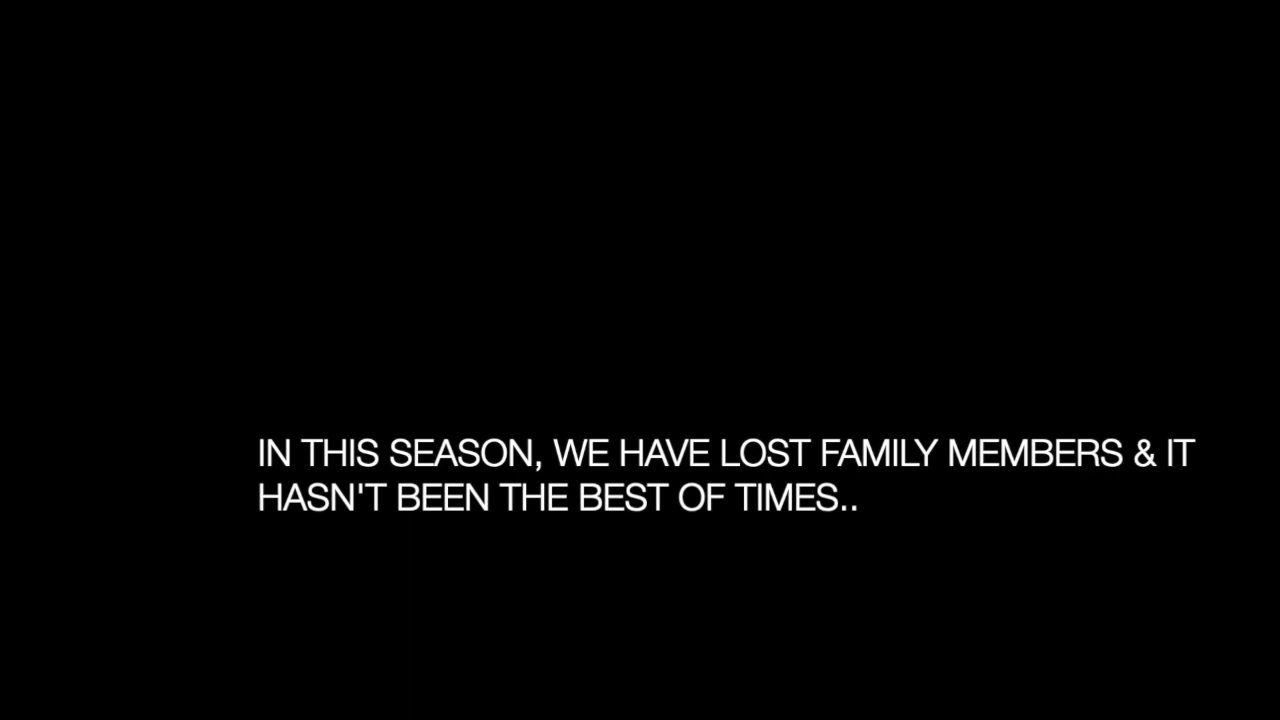 IN THIS SEASON, WE HAVE LOST FAMILY MEMBERS & IT
HASN'T BEEN THE BEST OF TIMES..